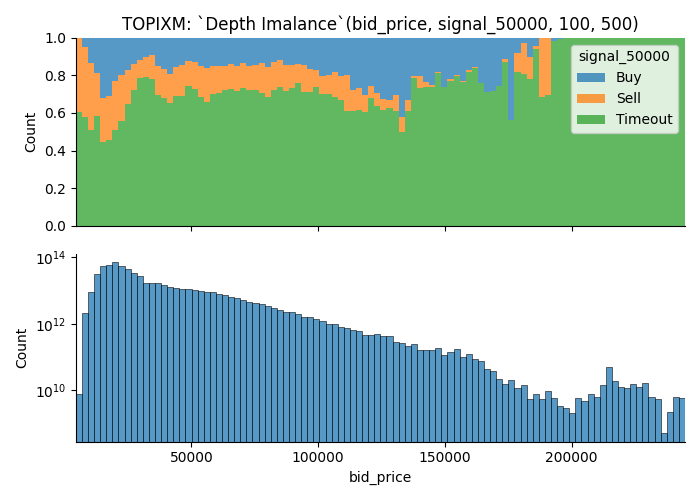 TOPIXM: `Depth Imalance`(bid_price, signal_50000, 100, 500)
1.0
0.8
0.6
0.4
0.2
0.0
Count
signal_50000
Buy
Sell
Timeout
10^14
10^12
10^10
Count
50000
100000
150000
200000
bid_price